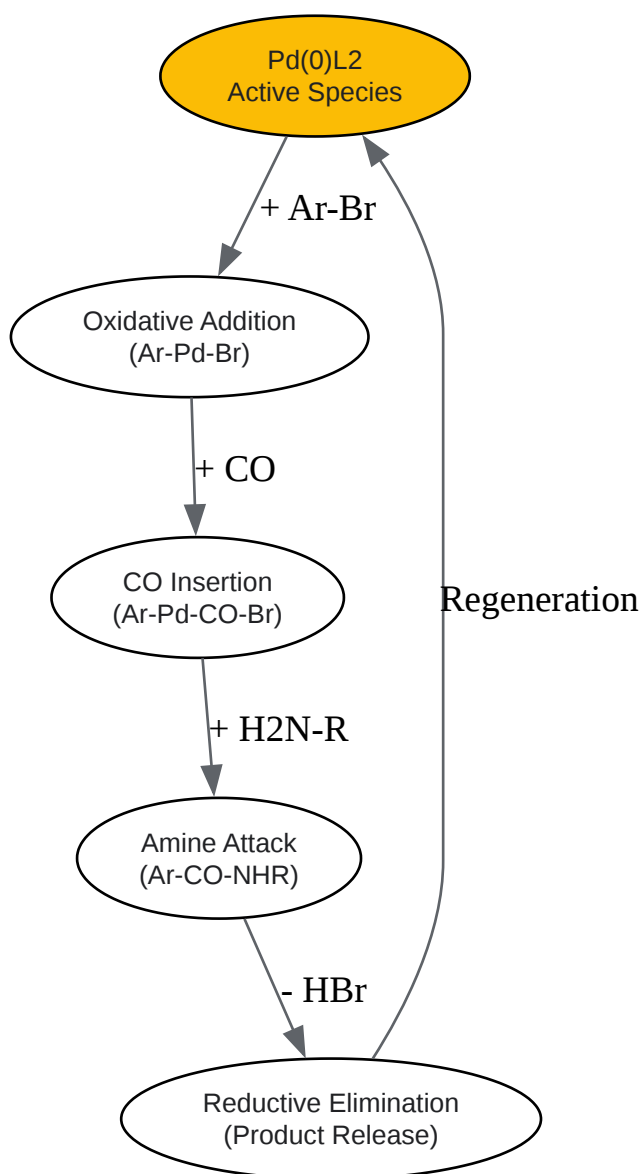 Pd(0)L2
Active Species
+ Ar-Br
Oxidative Addition
(Ar-Pd-Br)
+ CO
CO Insertion
(Ar-Pd-CO-Br)
Regeneration
+ H2N-R
Amine Attack
(Ar-CO-NHR)
- HBr
Reductive Elimination
(Product Release)